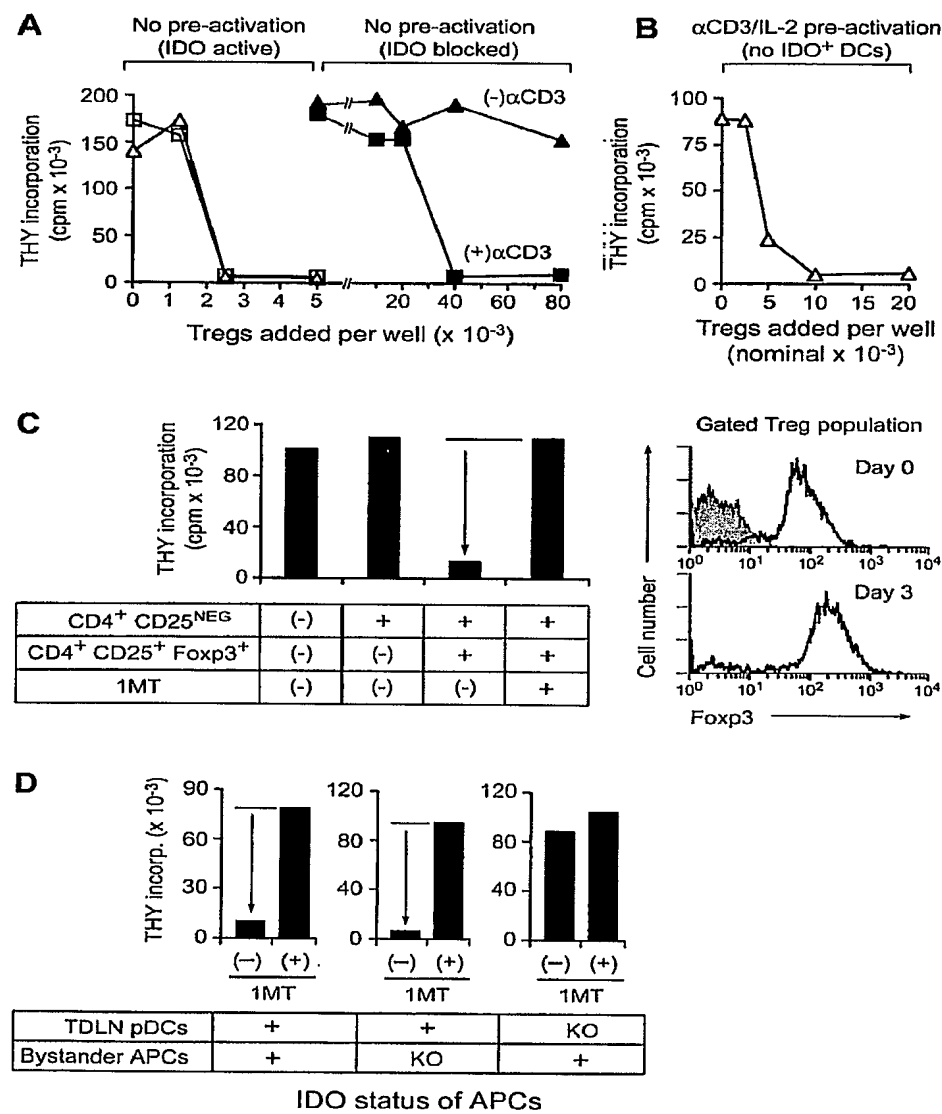 A
No pre-activation
(IDO active)
No pre-activation
(IDO blocked)
THY incorporation
(cpm x 10-3)
200
150
100
50
0
(-)αCD3
(+)αCD3
0 1 2 3 4 5 20 40 60 80
Tregs added per well (x 10-3)
B
αCD3/IL-2 pre-activation
(no IDO+ DCs)
THY incorporation
(cpm x 10-3)
100
75
50
25
0
0 5 10 15 20
Tregs added per well
(nominal x 10-3)
C
THY incorporation
(cpm x 10-3)
120
80
40
0
CD4+ CD25NEG (-) + + +
CD4+ CD25+ Foxp3+ (-) (-) + +
1MT (-) (-) (-) +
Gated Treg population
Day 0
100 101 102 103 104
Day 3
100 101 102 103 104
Cell number
Foxp3
D
THY incorp. (x 10-3)
90
60
30
0
(−) (+)
1MT
120
80
40
0
(−) (+)
1MT
120
80
40
0
(−) (+)
1MT
TDLN pDCs + + KO
Bystander APCs + KO +
IDO status of APCs